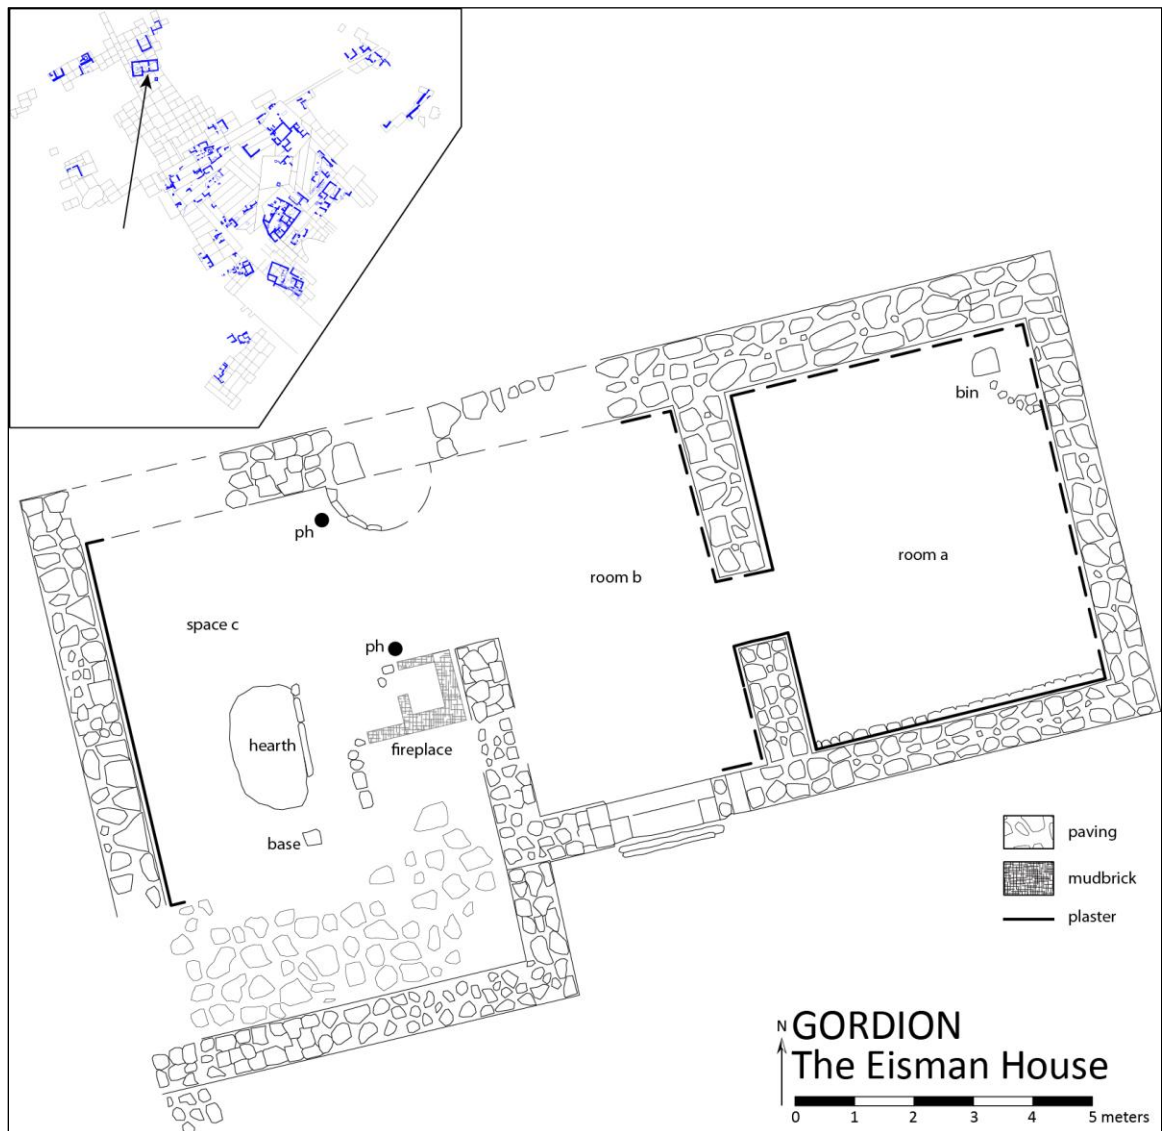 bin
ph
room a
room b
space c
ph
hearth
fireplace
base
paving
mudbrick
plaster
N
GORDION
The Eisman House
0 1 2 3 4 5 meters